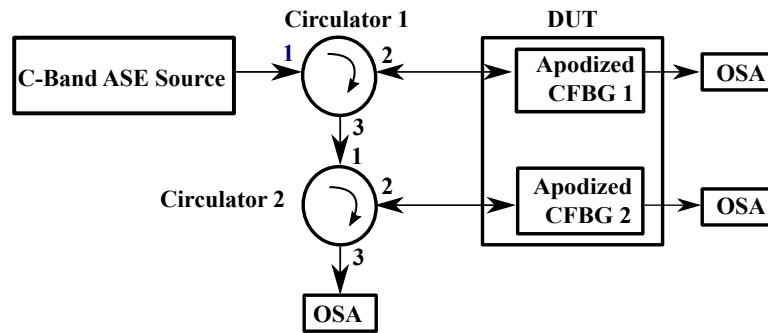 Circulator 1
DUT
C-Band ASE Source
1
2
3
Apodized
CFBG 1
OSA
1
Circulator 2
2
3
Apodized
CFBG 2
OSA
OSA